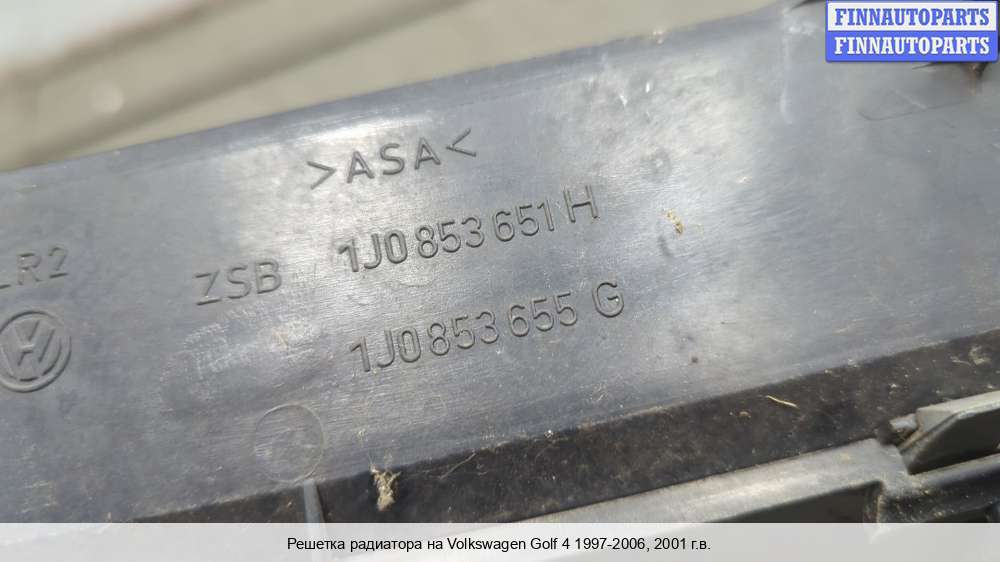 FINNAUTOPARTS
FINNAUTOPARTS
>ASA<
ZSB 1J0 853 651 H
1J0 853 655 G
LR2
Решетка радиатора на Volkswagen Golf 4 1997-2006, 2001 г.в.